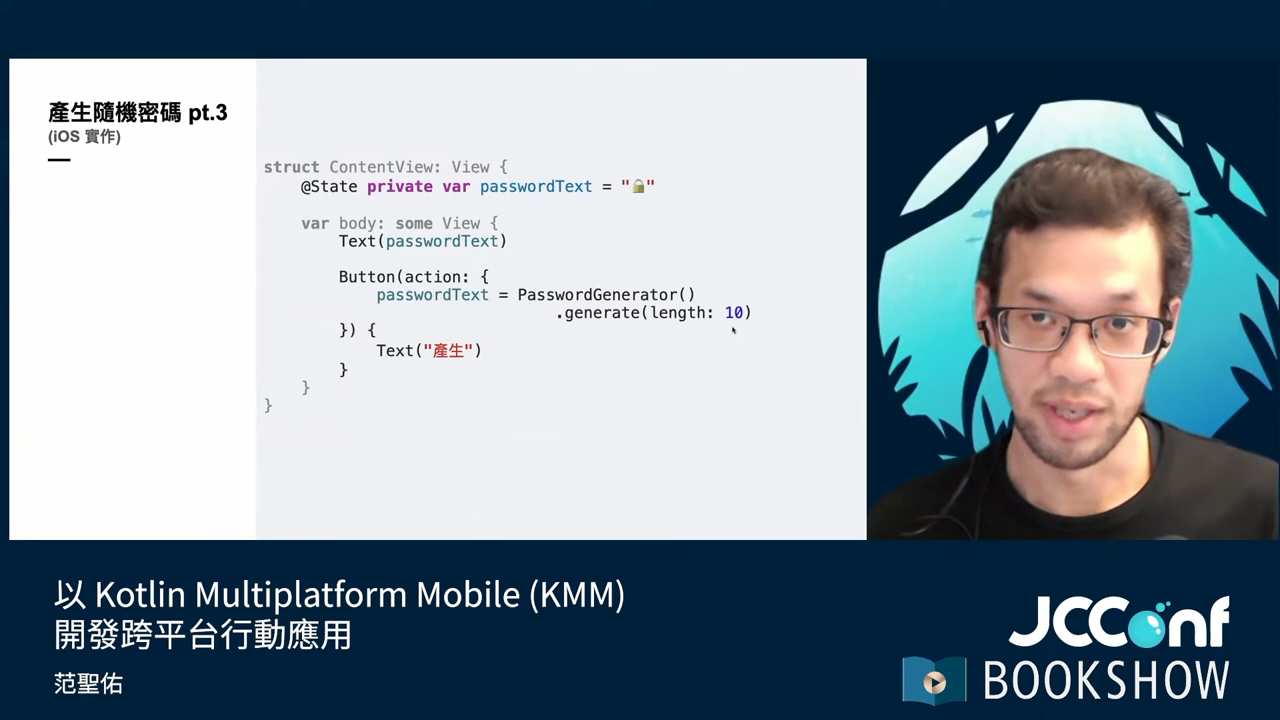 產生隨機密碼 pt.3
(iOS 實作)
struct ContentView: View {
@State private var passwordText = "🔒"
var body: some View {
Text(passwordText)
Button(action: {
passwordText = PasswordGenerator()
.generate(length: 10)
}) {
Text("產生")
}
}
}
以 Kotlin Multiplatform Mobile (KMM)
開發跨平台行動應用
范聖佑
JCConf
BOOKSHOW